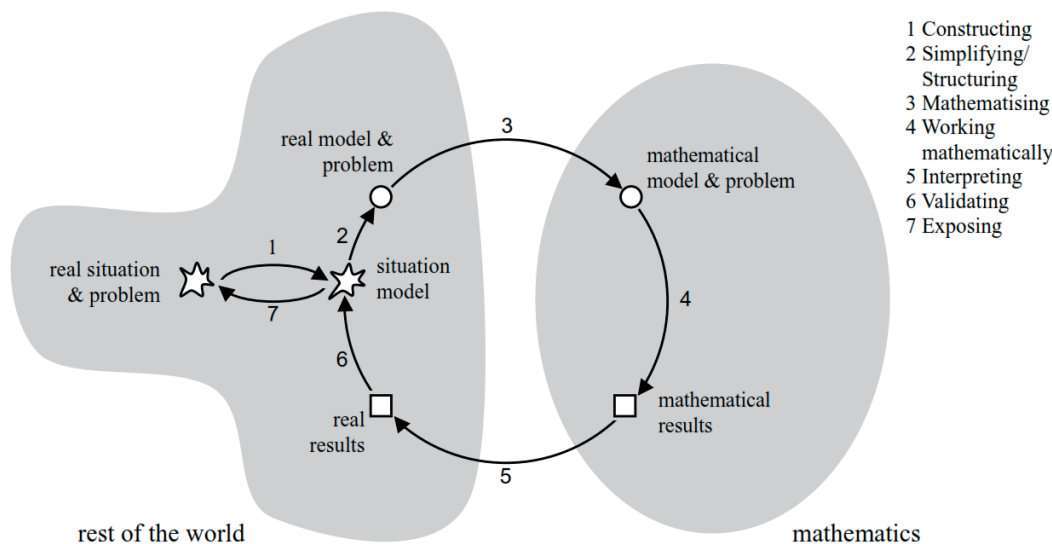 1 Constructing
2 Simplifying/
Structuring
3 Mathematising
4 Working
mathematically
5 Interpreting
6 Validating
7 Exposing
3
real model &
problem
mathematical
model & problem
2
1
real situation
& problem
situation
model
7
4
6
real
results
mathematical
results
5
rest of the world
mathematics